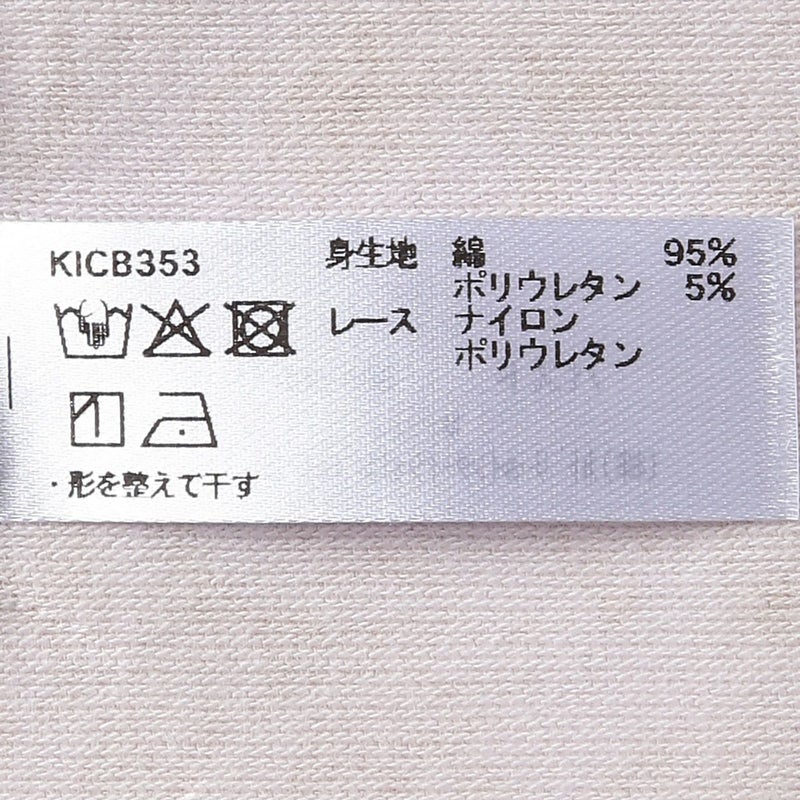 KICB353
身生地 綿 95%
ポリウレタン 5%
レース ナイロン
ポリウレタン
・形を整えて干す